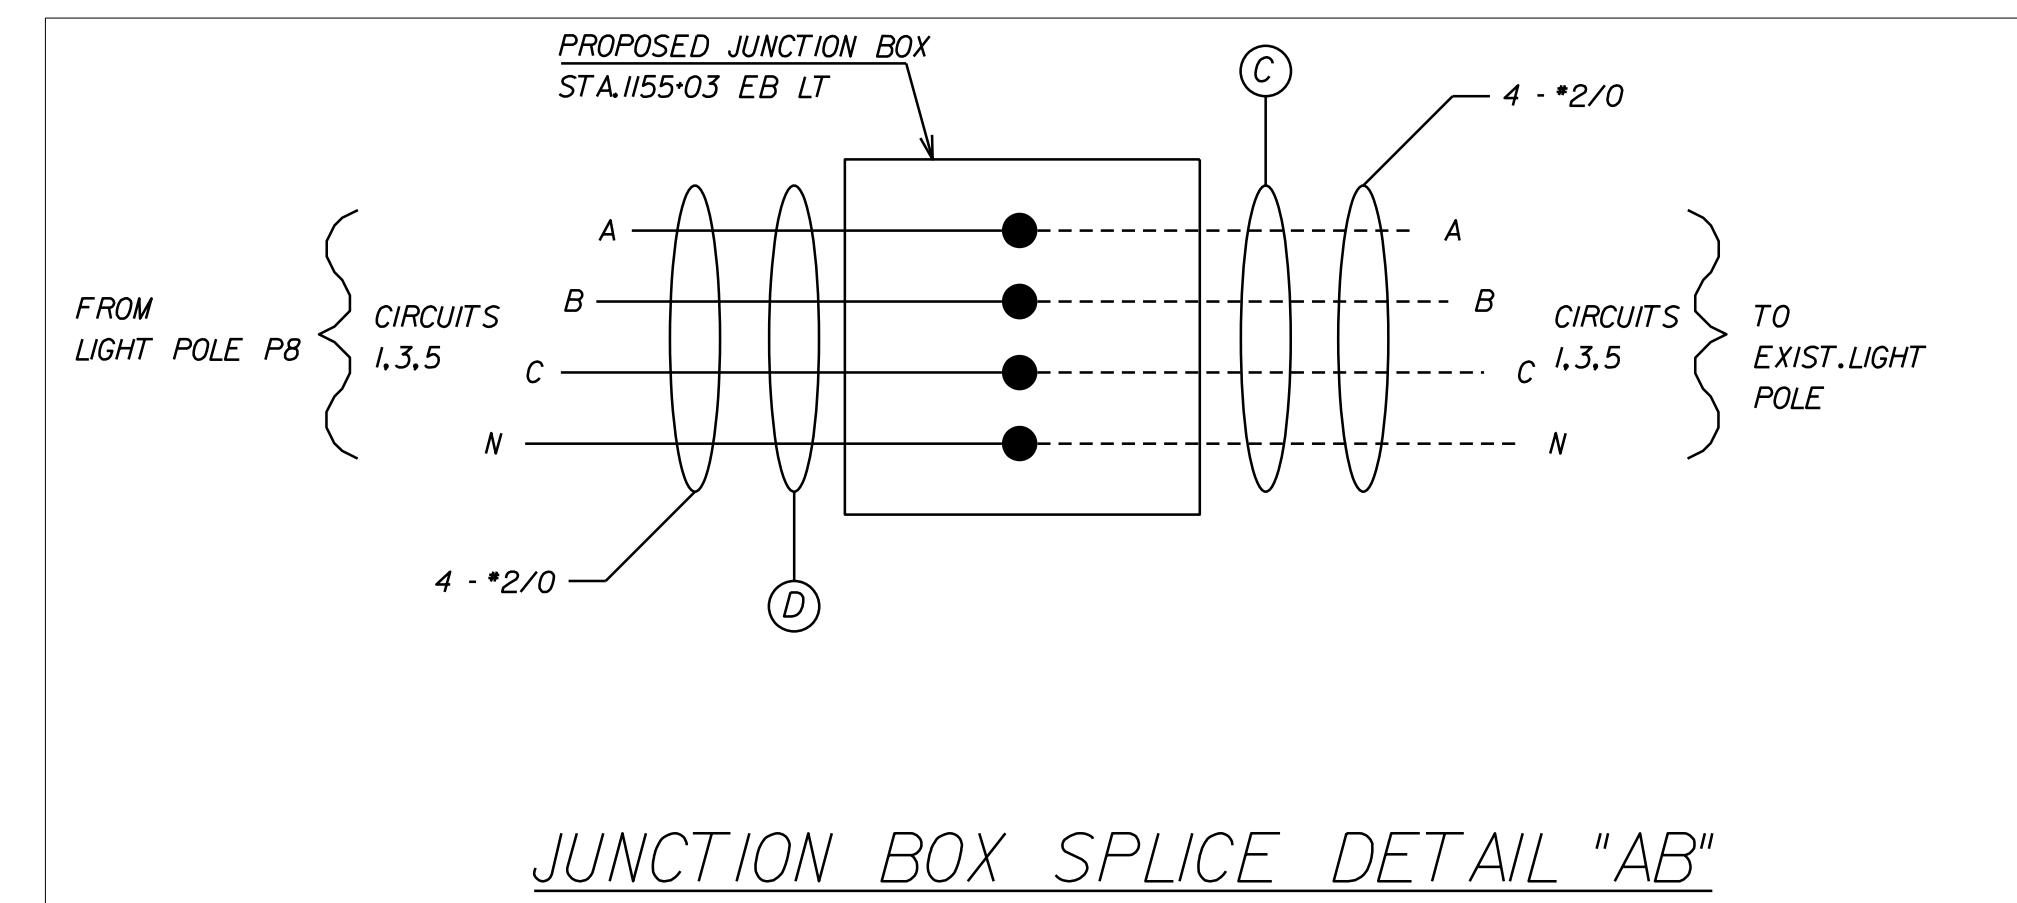 PROPOSED JUNCTION BOX
STA.1155+03 EB LT
C
4 - #2/0
A
A
B
B
C
C
N
N
FROM
LIGHT POLE P8
CIRCUITS
1,3,5
CIRCUITS
1,3,5
TO
EXIST.LIGHT
POLE
4 - #2/0
D
JUNCTION BOX SPLICE DETAIL "AB"